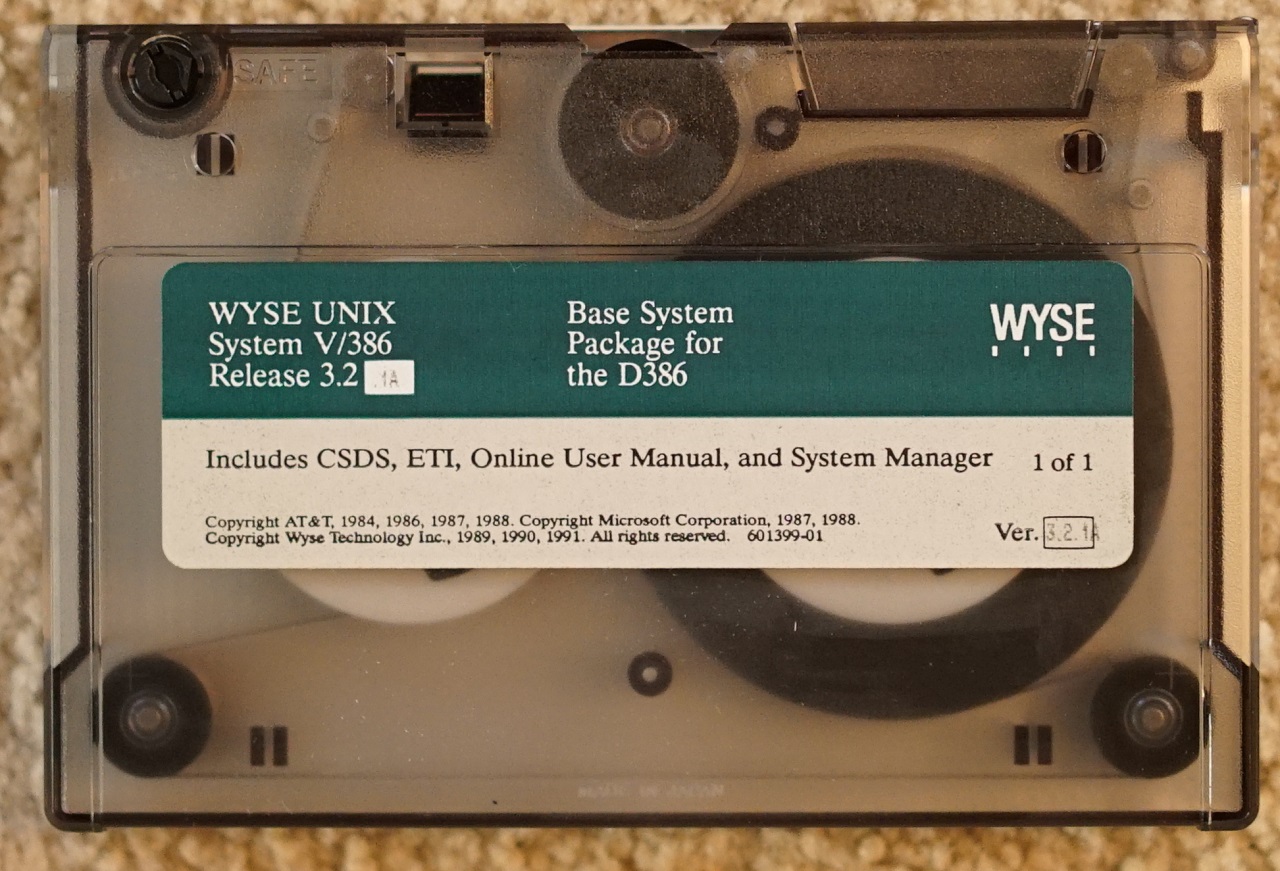 SAFE
WYSE UNIX
System V/386
Release 3.2 .1A
Base System
Package for
the D386
WYSE
Includes CSDS, ETI, Online User Manual, and System Manager 1 of 1
Copyright AT&T, 1984, 1986, 1987, 1988. Copyright Microsoft Corporation, 1987, 1988.
Copyright Wyse Technology Inc., 1989, 1990, 1991. All rights reserved. 601399-01
Ver. 3.2.1A